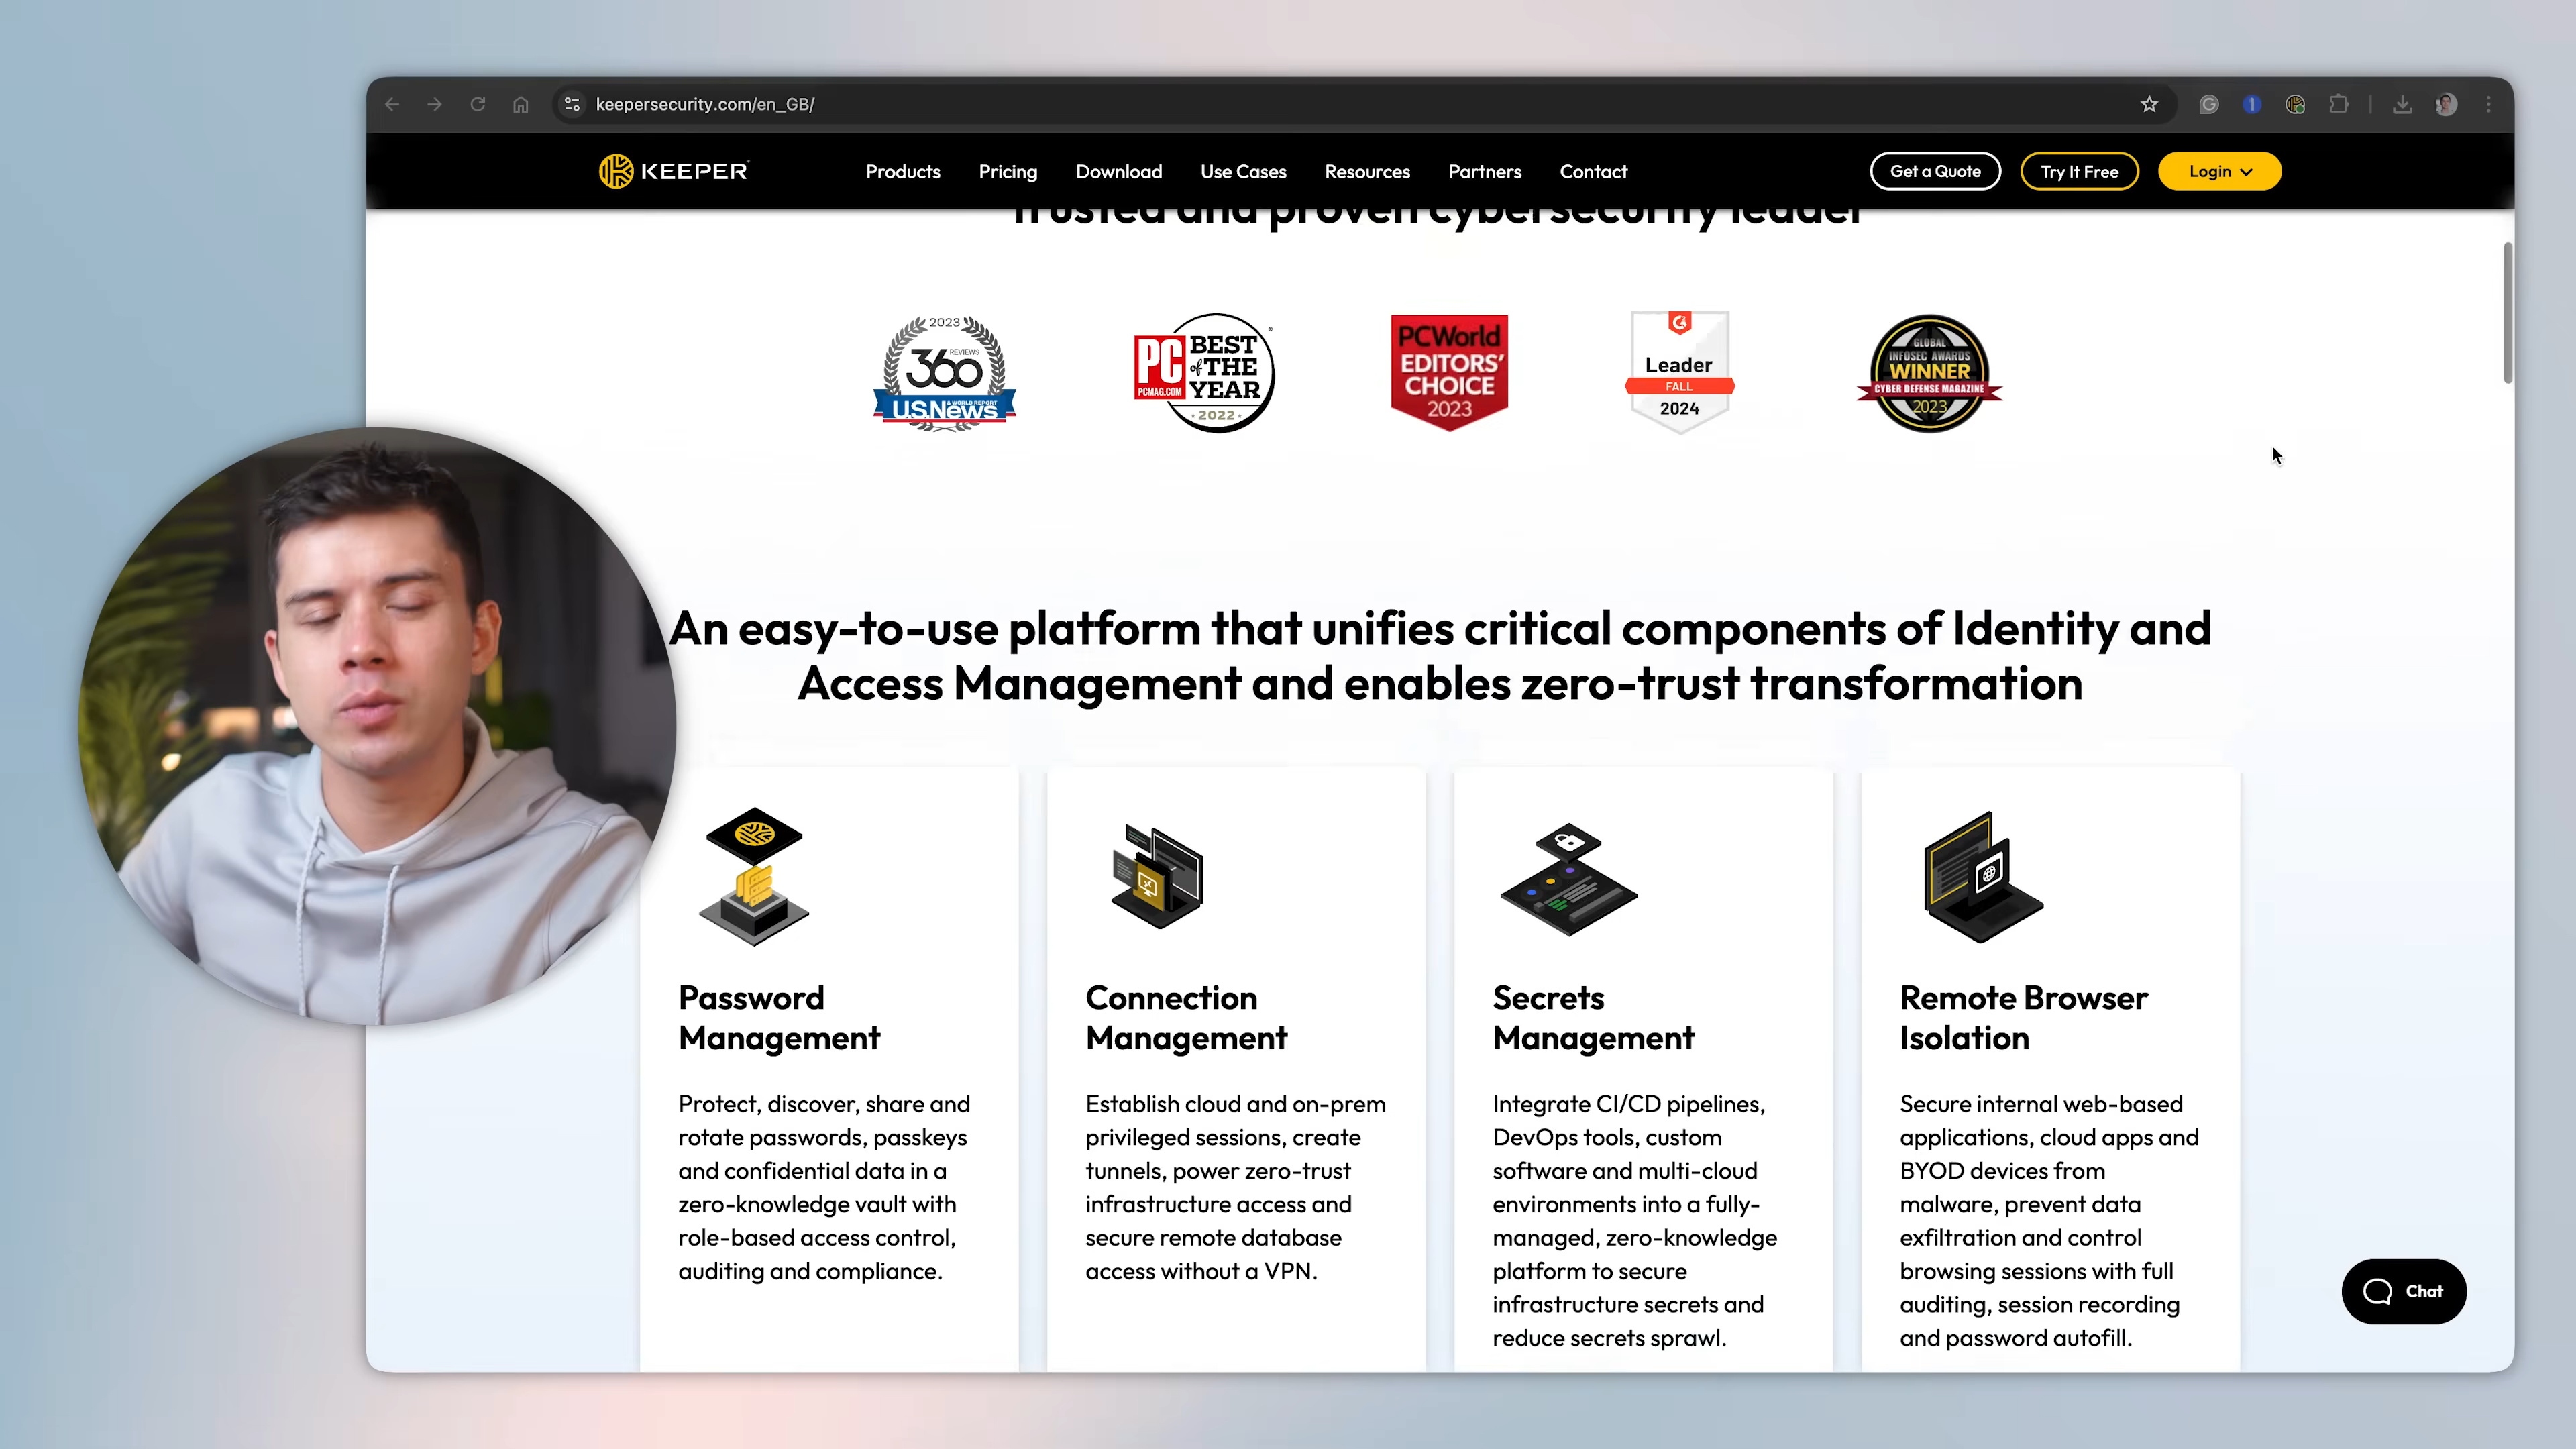 keepersecurity.com/en_GB/
KEEPER
Products
Pricing
Download
Use Cases
Resources
Partners
Contact
Get a Quote
Try It Free
Login
Trusted and proven cybersecurity leader
2023
360
REVIEWS
U.S.News
& WORLD REPORT
PC
PCMAG.COM
BEST
of THE
YEAR
2022
PCWorld
EDITORS'
CHOICE
2023
G
Leader
FALL
2024
GLOBAL
INFOSEC AWARDS
WINNER
CYBER DEFENSE MAGAZINE
2023
An easy-to-use platform that unifies critical components of Identity and
Access Management and enables zero-trust transformation
Password
Management
Protect, discover, share and
rotate passwords, passkeys
and confidential data in a
zero-knowledge vault with
role-based access control,
auditing and compliance.
Connection
Management
Establish cloud and on-prem
privileged sessions, create
tunnels, power zero-trust
infrastructure access and
secure remote database
access without a VPN.
Secrets
Management
Integrate CI/CD pipelines,
DevOps tools, custom
software and multi-cloud
environments into a fully-
managed, zero-knowledge
platform to secure
infrastructure secrets and
reduce secrets sprawl.
Remote Browser
Isolation
Secure internal web-based
applications, cloud apps and
BYOD devices from
malware, prevent data
exfiltration and control
browsing sessions with full
auditing, session recording
and password autofill.
Chat